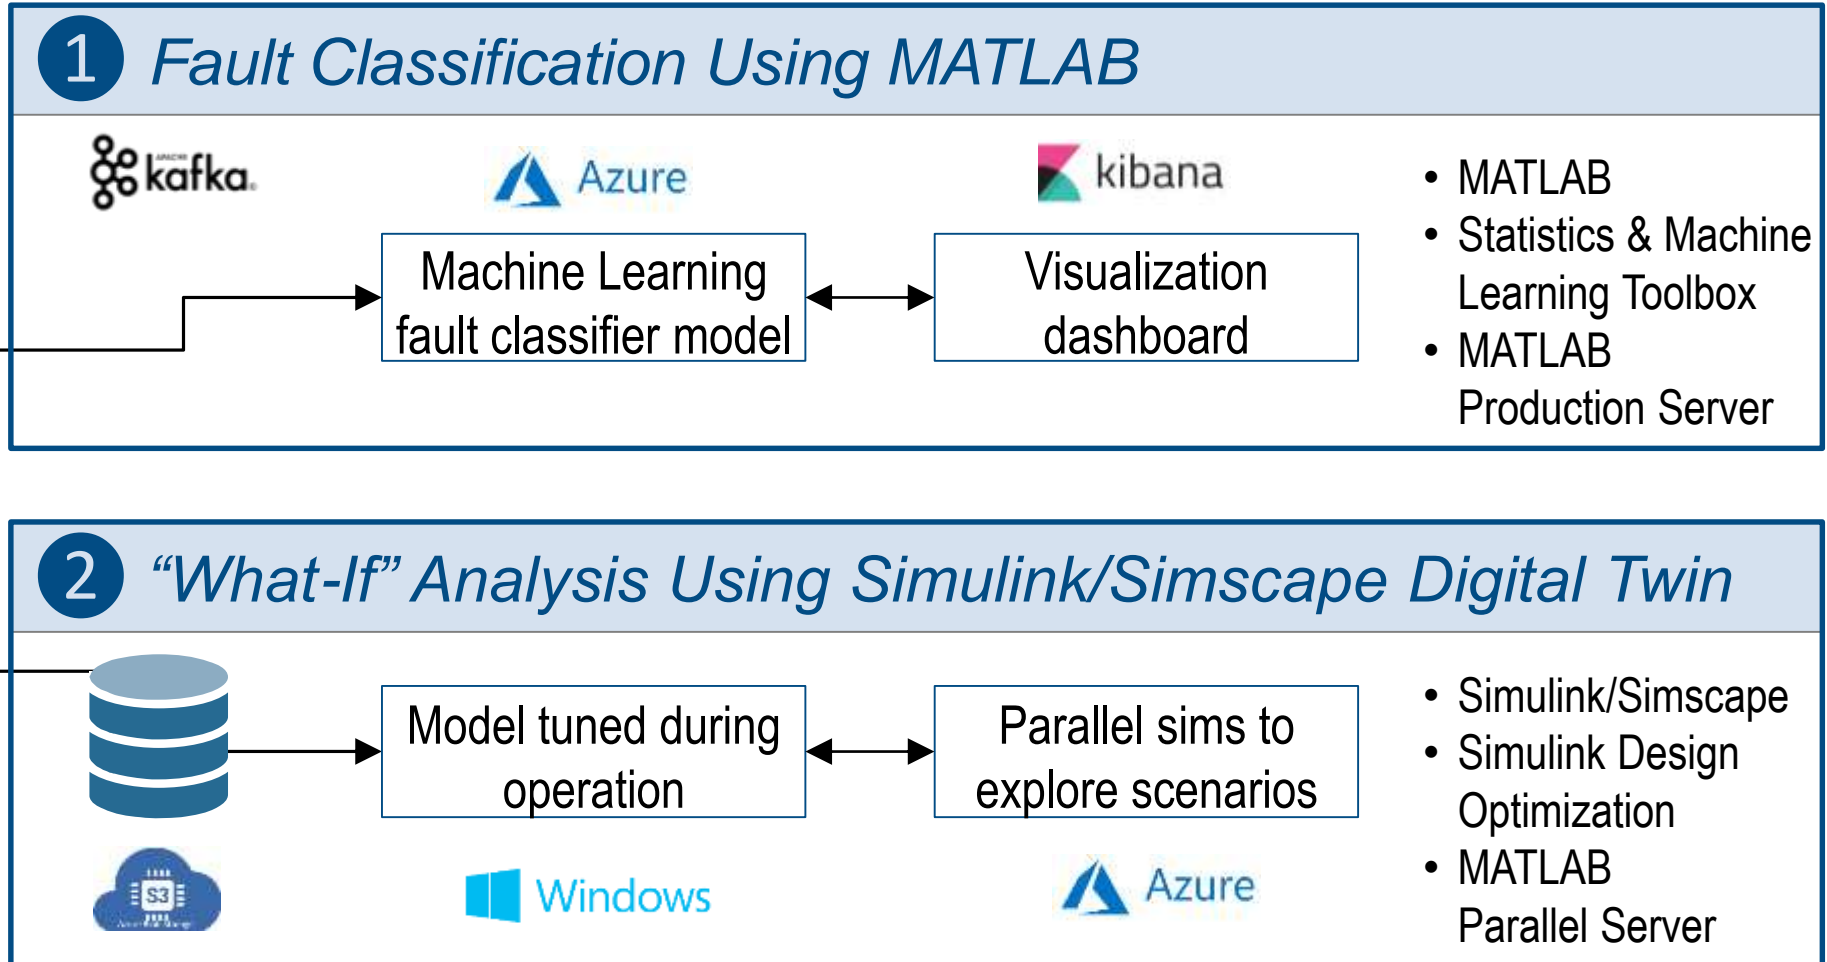 1 Fault Classification Using MATLAB
APACHE
kafka
Azure
kibana
Machine Learning
fault classifier model
Visualization
dashboard
• MATLAB
• Statistics & Machine
Learning Toolbox
• MATLAB
Production Server
2 “What-If” Analysis Using Simulink/Simscape Digital Twin
Model tuned during
operation
Parallel sims to
explore scenarios
S3
Windows
Azure
• Simulink/Simscape
• Simulink Design
Optimization
• MATLAB
Parallel Server